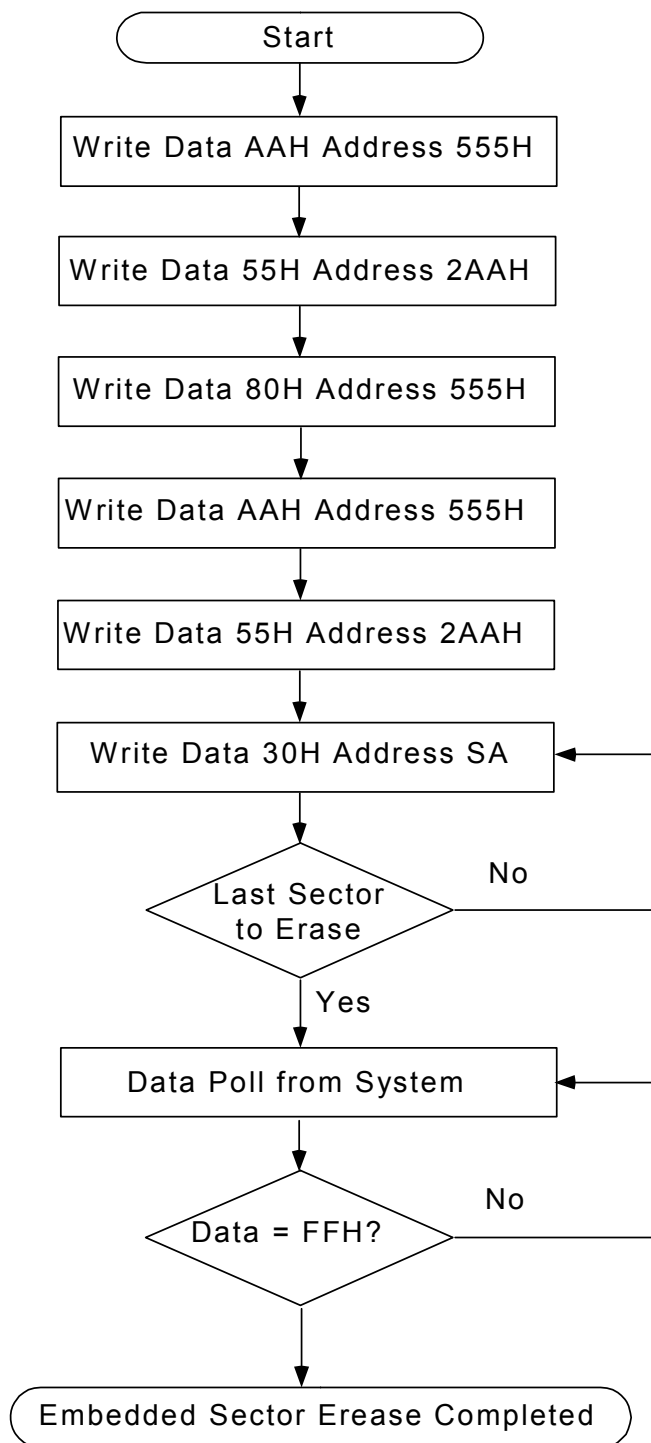 Start
Write Data AAH Address 555H
Write Data 55H Address 2AAH
Write Data 80H Address 555H
Write Data AAH Address 555H
Write Data 55H Address 2AAH
Write Data 30H Address SA
Last Sector
to Erase
No
Yes
Data Poll from System
Data = FFH?
No
Embedded Sector Erease Completed